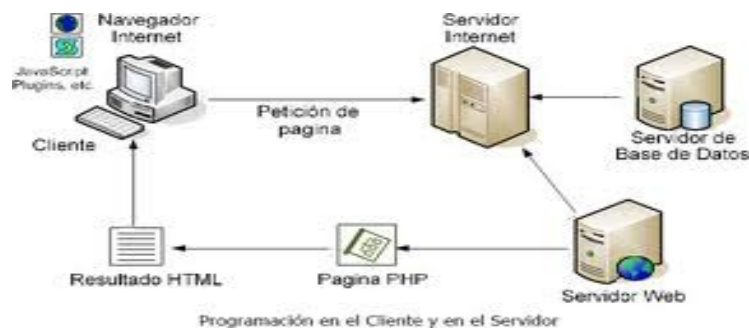 Navegador
Internet
JavaScript
Plugins, etc.
Cliente
Petición de
pagina
Servidor
Internet
Servidor de
Base de Datos
Resultado HTML
Pagina PHP
Servidor Web
Programación en el Cliente y en el Servidor